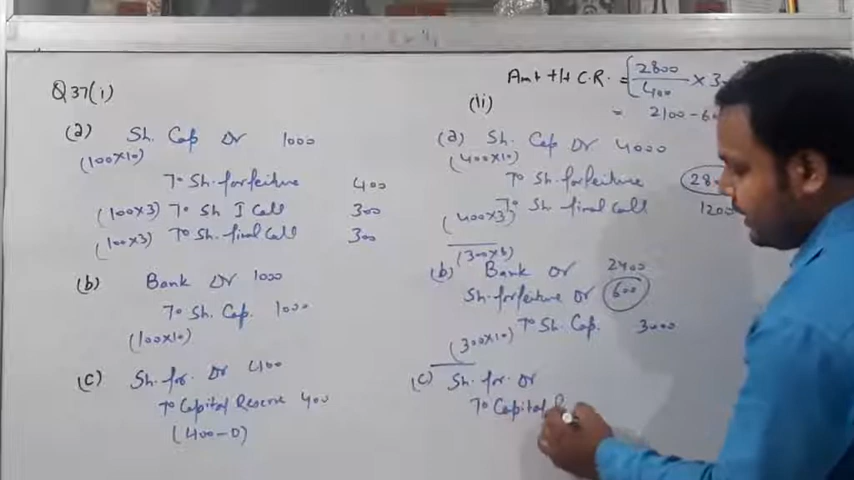 Q37(1)
(a) Sh. Cap Dr 1000
(100×10)
To Sh. forfeiture 400
(100×3) To Sh I Call 300
(100×3) To Sh. final Call 300
(b) Bank Dr 1000
To Sh. Cap. 1000
(100×10)
(c) Sh. for. Dr 400
To Capital Reserve 400
(400-0)
Amt t/f C.R. = (2800/400 × 3
= 2100-6
(ii)
(a) Sh. Cap Dr 4000
(400×10)
To Sh. forfeiture 28
(400×3) To Sh. final Call 1200
(300×8)
(b) Bank Dr 2400
Sh. forfeiture Dr 600
To Sh. Cap. 3000
(300×10)
(c) Sh. for. Dr
To Capital R